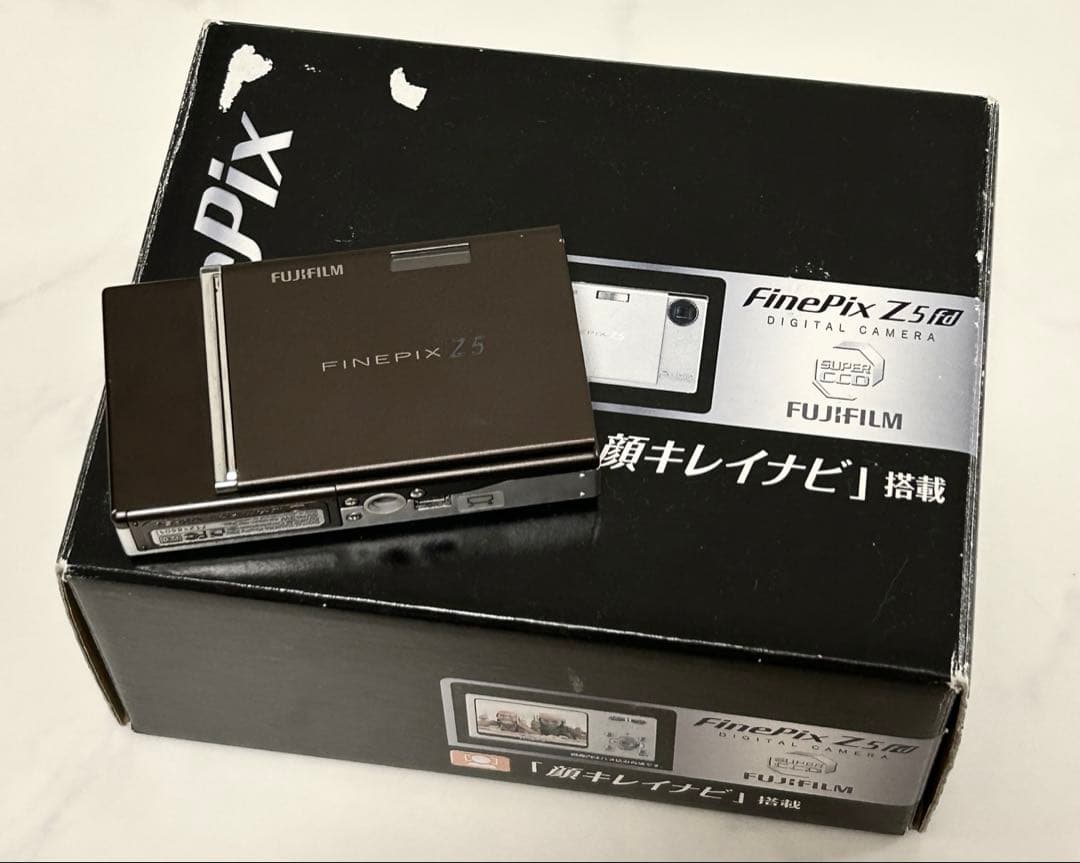 ePix
FUJIFILM
FINEPIX Z5
FinePix Z5fd
DIGITAL CAMERA
SUPER
CCD
FUJIFILM
顔キレイナビ」搭載
FinePix Z5fd
DIGITAL CAMERA
SUPER
CCD
FUJIFILM
「顔キレイナビ」搭載